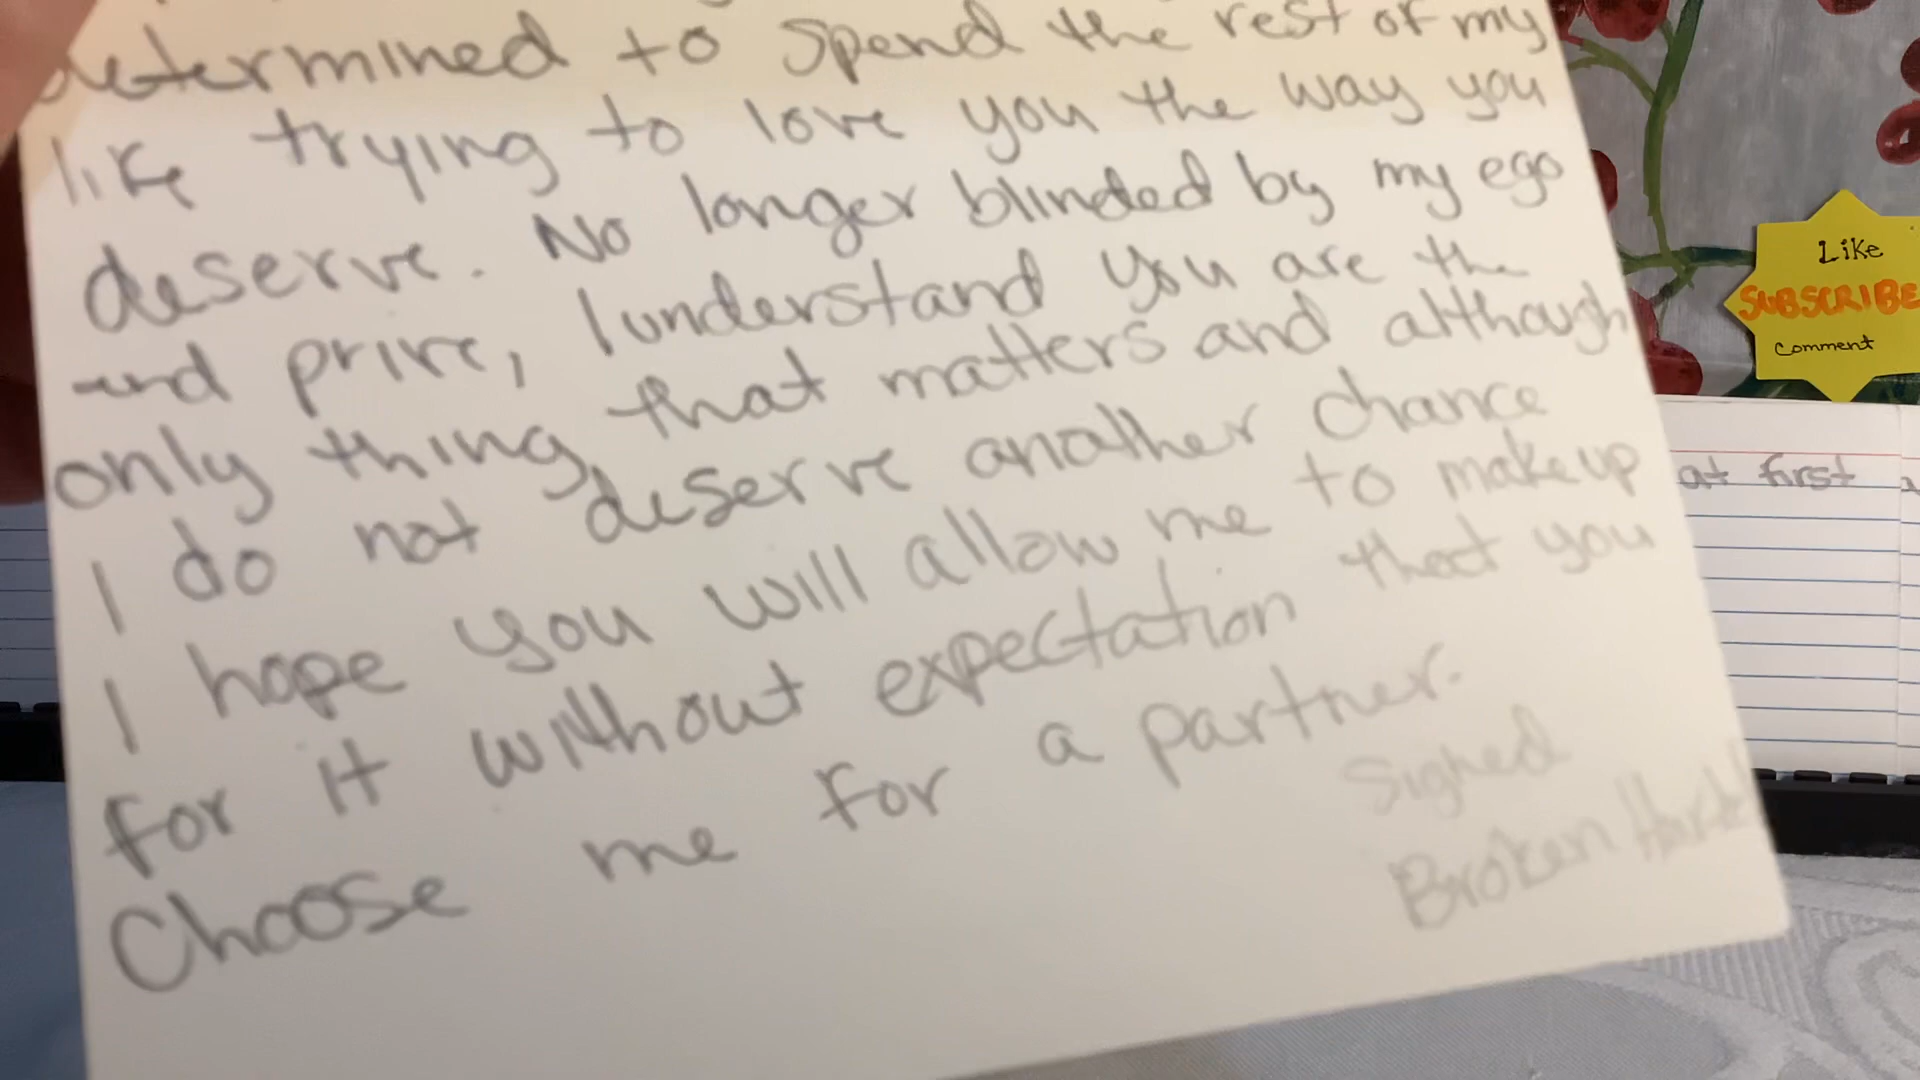 determined to spend the rest of my
like trying to love you the way you
deserve. No longer blinded by my ego
and prire, I understand you are the
only thing that matters and although
I do not deserve another chance
I hope you will allow me to make up
for it without expectation that you
Choose me for a partner.
Signed
Broken
Like
SUBSCRIBE
Comment
at first